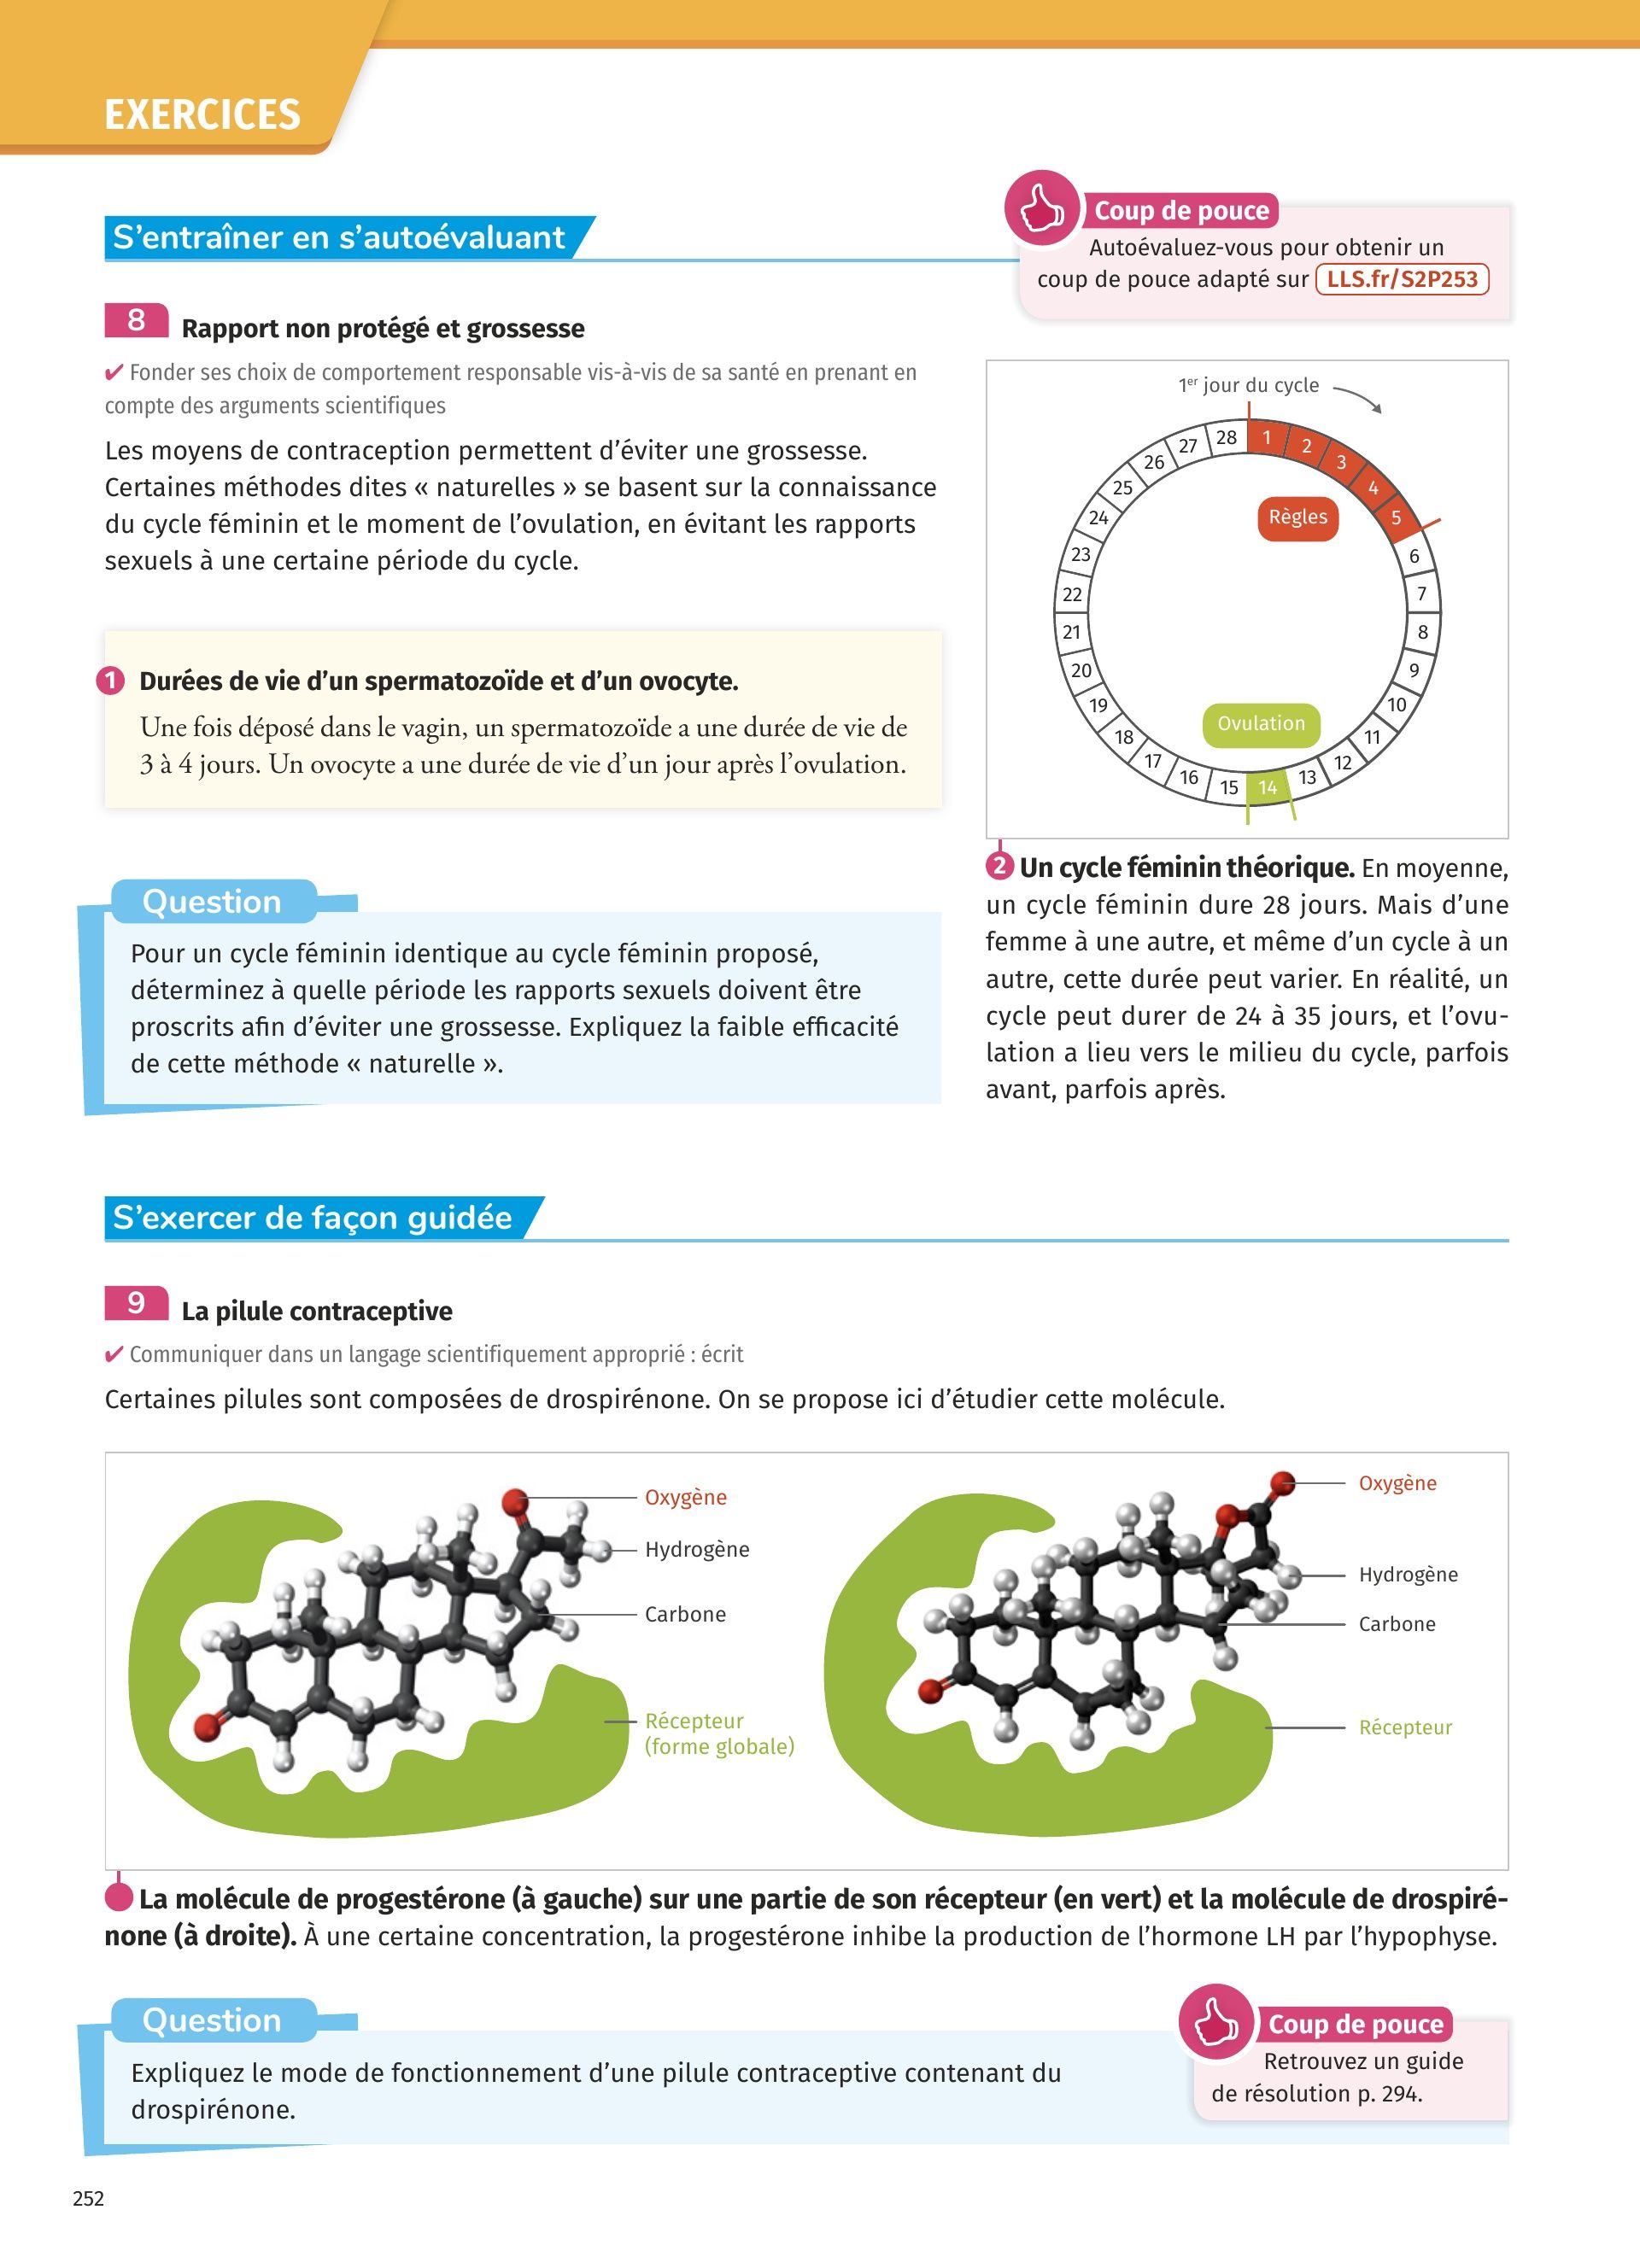 EXERCICES
S’entraîner en s’autoévaluant
Coup de pouce
Autoévaluez-vous pour obtenir un
coup de pouce adapté sur LLS.fr/S2P253
8 Rapport non protégé et grossesse
✔ Fonder ses choix de comportement responsable vis-à-vis de sa santé en prenant en
compte des arguments scientifiques
Les moyens de contraception permettent d’éviter une grossesse.
Certaines méthodes dites « naturelles » se basent sur la connaissance
du cycle féminin et le moment de l’ovulation, en évitant les rapports
sexuels à une certaine période du cycle.
1 Durées de vie d’un spermatozoïde et d’un ovocyte.
Une fois déposé dans le vagin, un spermatozoïde a une durée de vie de
3 à 4 jours. Un ovocyte a une durée de vie d’un jour après l’ovulation.
Question
Pour un cycle féminin identique au cycle féminin proposé,
déterminez à quelle période les rapports sexuels doivent être
proscrits afin d’éviter une grossesse. Expliquez la faible efficacité
de cette méthode « naturelle ».
1er jour du cycle
1
2
3
4
5
6
7
8
9
10
11
12
13
14
15
16
17
18
19
20
21
22
23
24
25
26
27
28
Règles
Ovulation
2 Un cycle féminin théorique. En moyenne,
un cycle féminin dure 28 jours. Mais d’une
femme à une autre, et même d’un cycle à un
autre, cette durée peut varier. En réalité, un
cycle peut durer de 24 à 35 jours, et l’ovu-
lation a lieu vers le milieu du cycle, parfois
avant, parfois après.
S’exercer de façon guidée
9 La pilule contraceptive
✔ Communiquer dans un langage scientifiquement approprié : écrit
Certaines pilules sont composées de drospirénone. On se propose ici d’étudier cette molécule.
Oxygène
Hydrogène
Carbone
Récepteur
(forme globale)
Oxygène
Hydrogène
Carbone
Récepteur
La molécule de progestérone (à gauche) sur une partie de son récepteur (en vert) et la molécule de drospiré-
none (à droite). À une certaine concentration, la progestérone inhibe la production de l’hormone LH par l’hypophyse.
Question
Expliquez le mode de fonctionnement d’une pilule contraceptive contenant du
drospirénone.
Coup de pouce
Retrouvez un guide
de résolution p. 294.
252